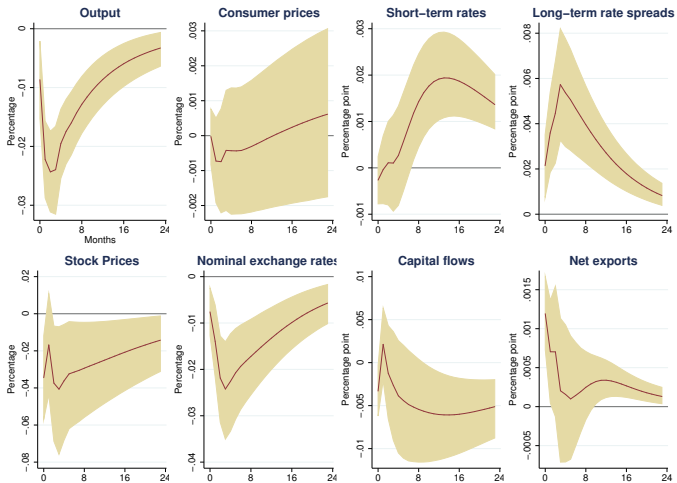 Output
Percentage
0
-.01
-.02
-.03
0 8 16 24
Months
Consumer prices
Percentage
.003
.002
.001
0
-.001
-.002
0 8 16 24
Short-term rates
Percentage point
.003
.002
.001
0
-.001
0 8 16 24
Long-term rate spreads
Percentage point
.008
.006
.004
.002
0
0 8 16 24
Stock Prices
Percentage
.02
0
-.02
-.04
-.06
-.08
0 8 16 24
Nominal exchange rates
Percentage
0
-.01
-.02
-.03
-.04
0 8 16 24
Capital flows
Percentage point
.01
.005
0
-.005
-.01
0 8 16 24
Net exports
Percentage point
.0015
.001
.0005
0
-.0005
0 8 16 24